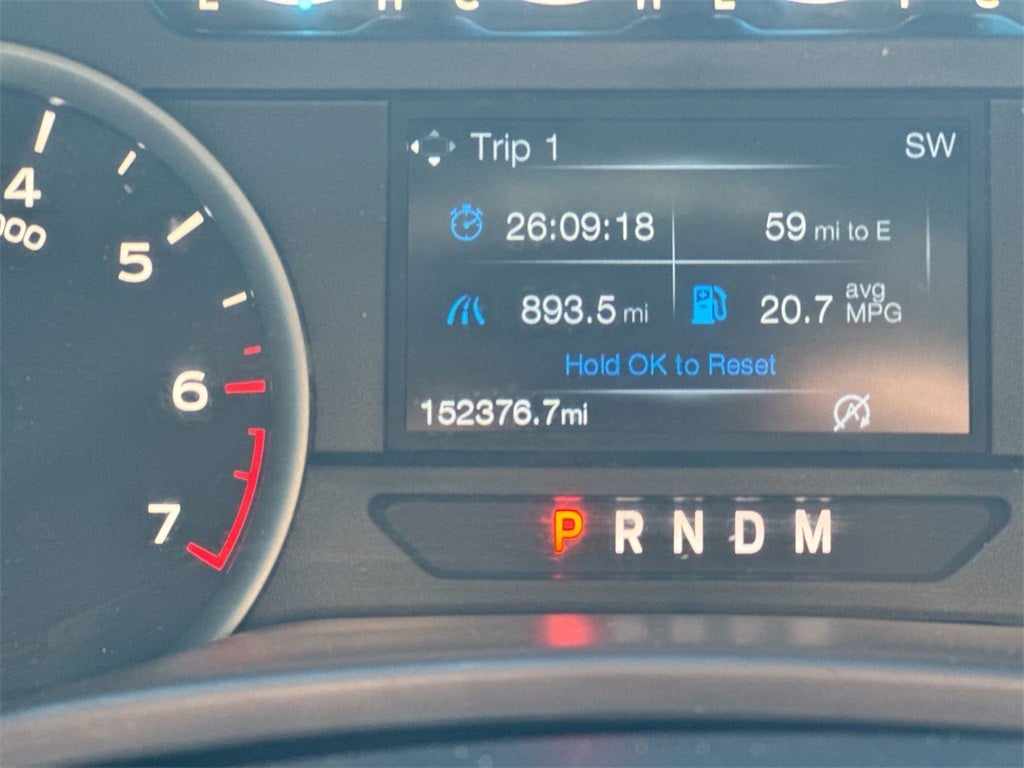 E H C H E F C
Trip 1 SW
26:09:18 59 mi to E
893.5 mi 20.7 avg MPG
Hold OK to Reset
152376.7mi
4
000
5
6
7
P R N D M